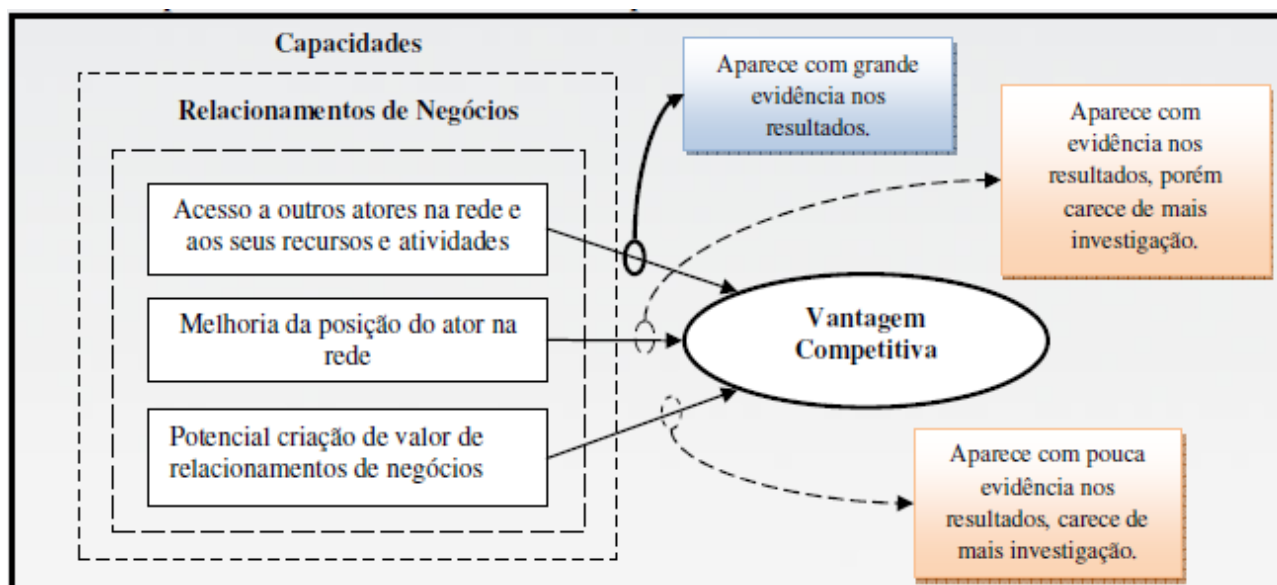 Capacidades
Relacionamentos de Negócios
Acesso a outros atores na rede e
aos seus recursos e atividades
Melhoria da posição do ator na
rede
Potencial criação de valor de
relacionamentos de negócios
Aparece com grande
evidência nos
resultados.
Aparece com
evidência nos
resultados, porém
carece de mais
investigação.
Vantagem
Competitiva
Aparece com pouca
evidência nos
resultados, carece de
mais investigação.